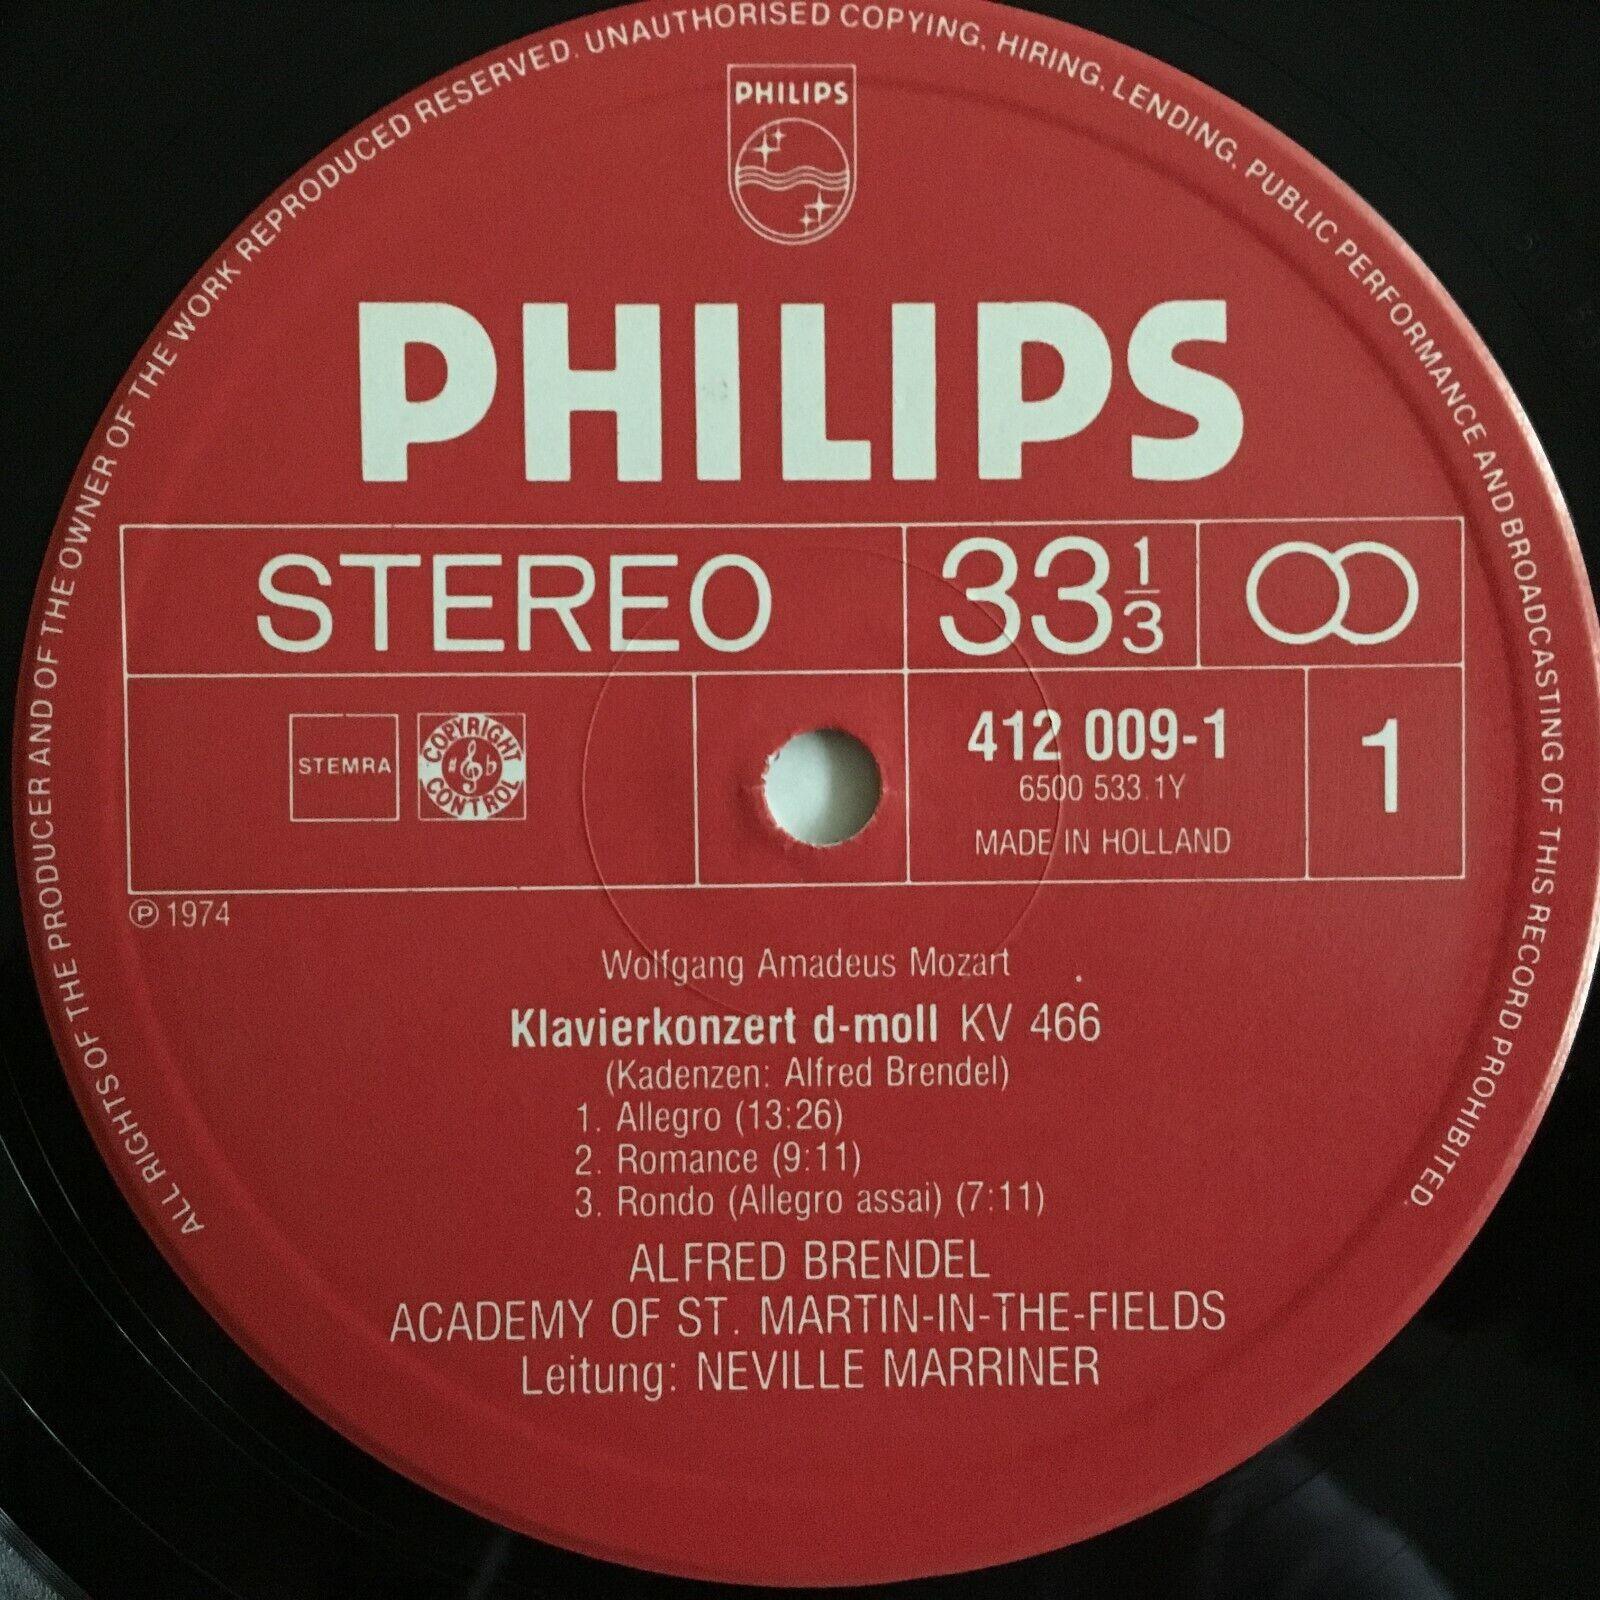 ALL RIGHTS OF THE PRODUCER AND OF THE OWNER OF THE WORK REPRODUCED RESERVED. UNAUTHORISED COPYING, HIRING, LENDING, PUBLIC PERFORMANCE AND BROADCASTING OF THIS RECORD PROHIBITED.
PHILIPS
PHILIPS
STEREO 33 1/3
STEMRA COPYRIGHT CONTROL 412 009-1 1
6500 533.1Y
MADE IN HOLLAND
℗ 1974
Wolfgang Amadeus Mozart
Klavierkonzert d-moll KV 466
(Kadenzen: Alfred Brendel)
1. Allegro (13:26)
2. Romance (9:11)
3. Rondo (Allegro assai) (7:11)
ALFRED BRENDEL
ACADEMY OF ST. MARTIN-IN-THE-FIELDS
Leitung: NEVILLE MARRINER